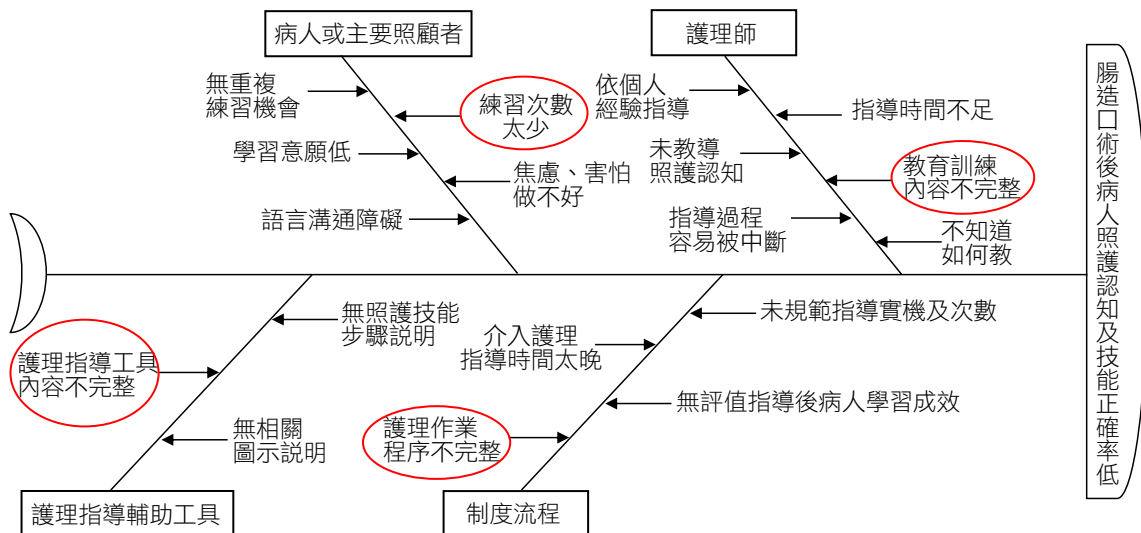 病人或主要照顧者
無重複
練習機會
練習次數
太少
學習意願低
焦慮、害怕
做不好
語言溝通障礙
護理師
依個人
經驗指導
指導時間不足
未教導
照護認知
教育訓練
內容不完整
指導過程
容易被中斷
不知道
如何教
腸造口術後病人照護認知及技能正確率低
無照護技能
步驟說明
護理指導工具
內容不完整
無相關
圖示說明
護理指導輔助工具
未規範指導實機及次數
介入護理
指導時間太晚
無評值指導後病人學習成效
護理作業
程序不完整
制度流程